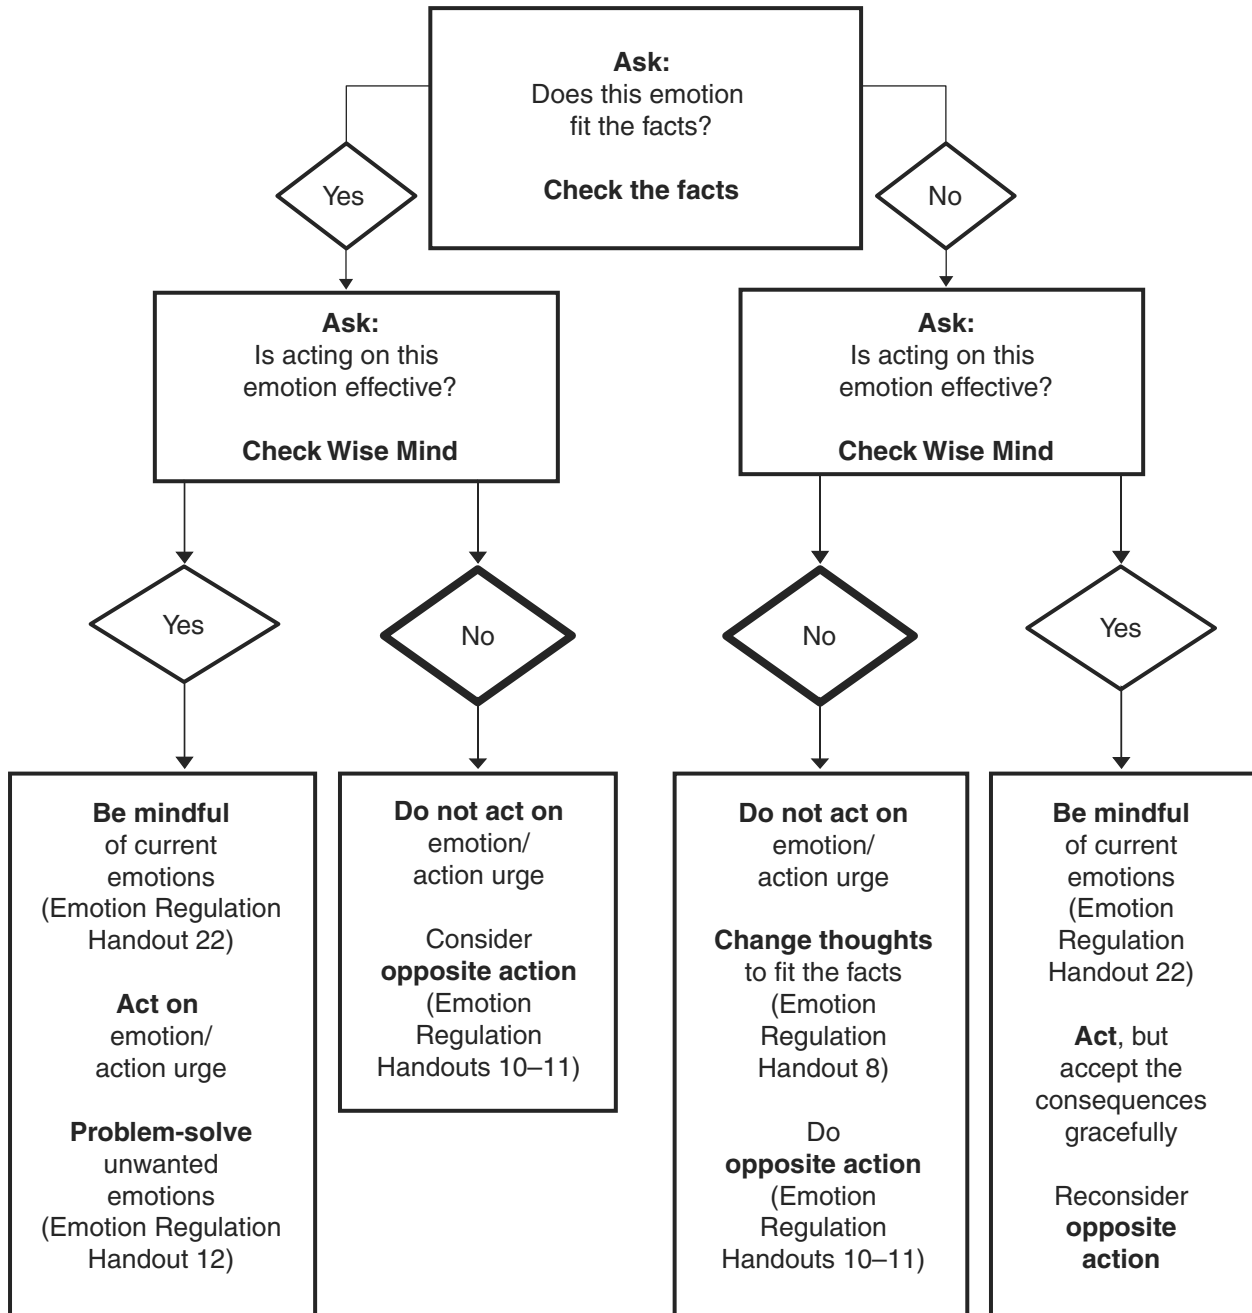 Ask:
Does this emotion
fit the facts?
Check the facts
Yes
No
Ask:
Is acting on this
emotion effective?
Check Wise Mind
Ask:
Is acting on this
emotion effective?
Check Wise Mind
Yes
No
No
Yes
Be mindful
of current
emotions
(Emotion Regulation
Handout 22)
Act on
emotion/
action urge
Problem-solve
unwanted
emotions
(Emotion Regulation
Handout 12)
Do not act on
emotion/
action urge
Consider
opposite action
(Emotion
Regulation
Handouts 10–11)
Do not act on
emotion/
action urge
Change thoughts
to fit the facts
(Emotion
Regulation
Handout 8)
Do
opposite action
(Emotion
Regulation
Handouts 10–11)
Be mindful
of current
emotions
(Emotion
Regulation
Handout 22)
Act, but
accept the
consequences
gracefully
Reconsider
opposite
action